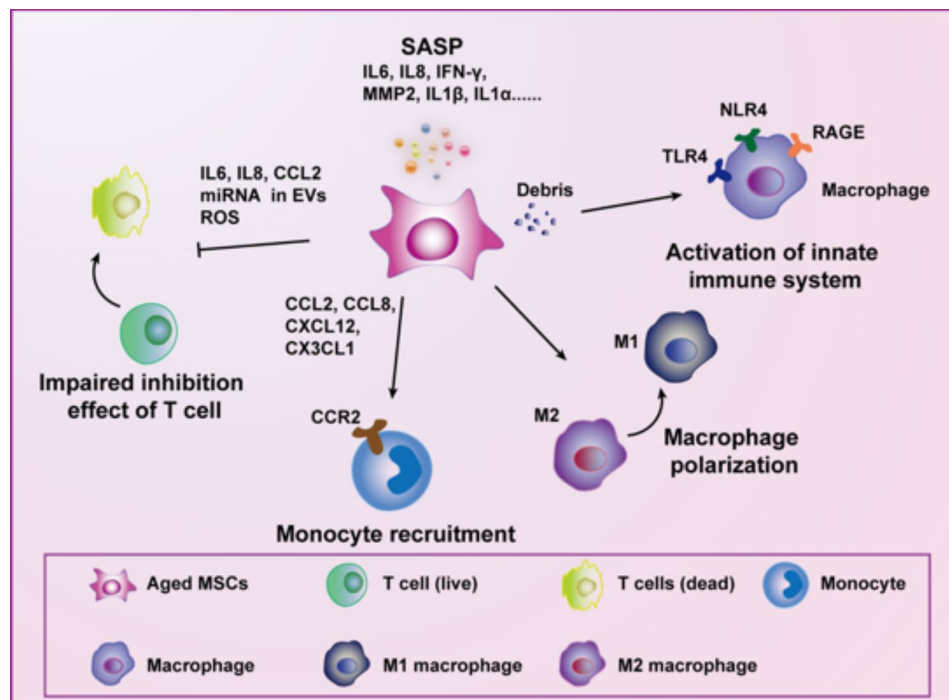 SASP
IL6, IL8, IFN-γ,
MMP2, IL1β, IL1α......
IL6, IL8, CCL2
miRNA in EVs
ROS
Debris
NLR4
RAGE
TLR4
Macrophage
Activation of innate
immune system
CCL2, CCL8,
CXCL12,
CX3CL1
Impaired inhibition
effect of T cell
CCR2
Monocyte recruitment
M1
M2
Macrophage
polarization
Aged MSCs
T cell (live)
T cells (dead)
Monocyte
Macrophage
M1 macrophage
M2 macrophage